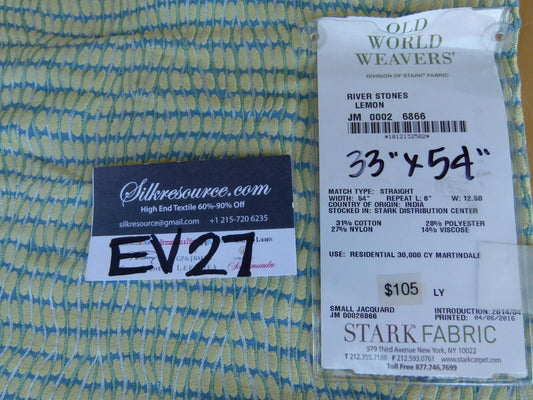 OLD
WORLD
WEAVERS®
DIVISION OF STARK® FABRIC
RIVER STONES
LEMON
JM 0002 6866
*1012132502*
33" x 54"
MATCH TYPE: STRAIGHT
WIDTH: 54" REPEAT L: 6" W: 12.50
COUNTRY OF ORIGIN: INDIA
STOCKED IN: STARK DISTRIBUTION CENTER
31% COTTON 28% POLYESTER
27% NYLON 14% VISCOSE
USE: RESIDENTIAL 30,000 CY MARTINDALE
$105 LY
SMALL JACQUARD INTRODUCTION: 2014/04
JM 00026866 PRINTED: 04/06/2016
STARK FABRIC
979 Third Avenue New York, NY 10022
T 212.355.7186 F 212.593.0761 www.starkcarpet.com
Toll Free 877.746.7699
Silkresource.com
High End Textile 60%-90% Off
silkresource@gmail.com +1 215-720 6235
EV27